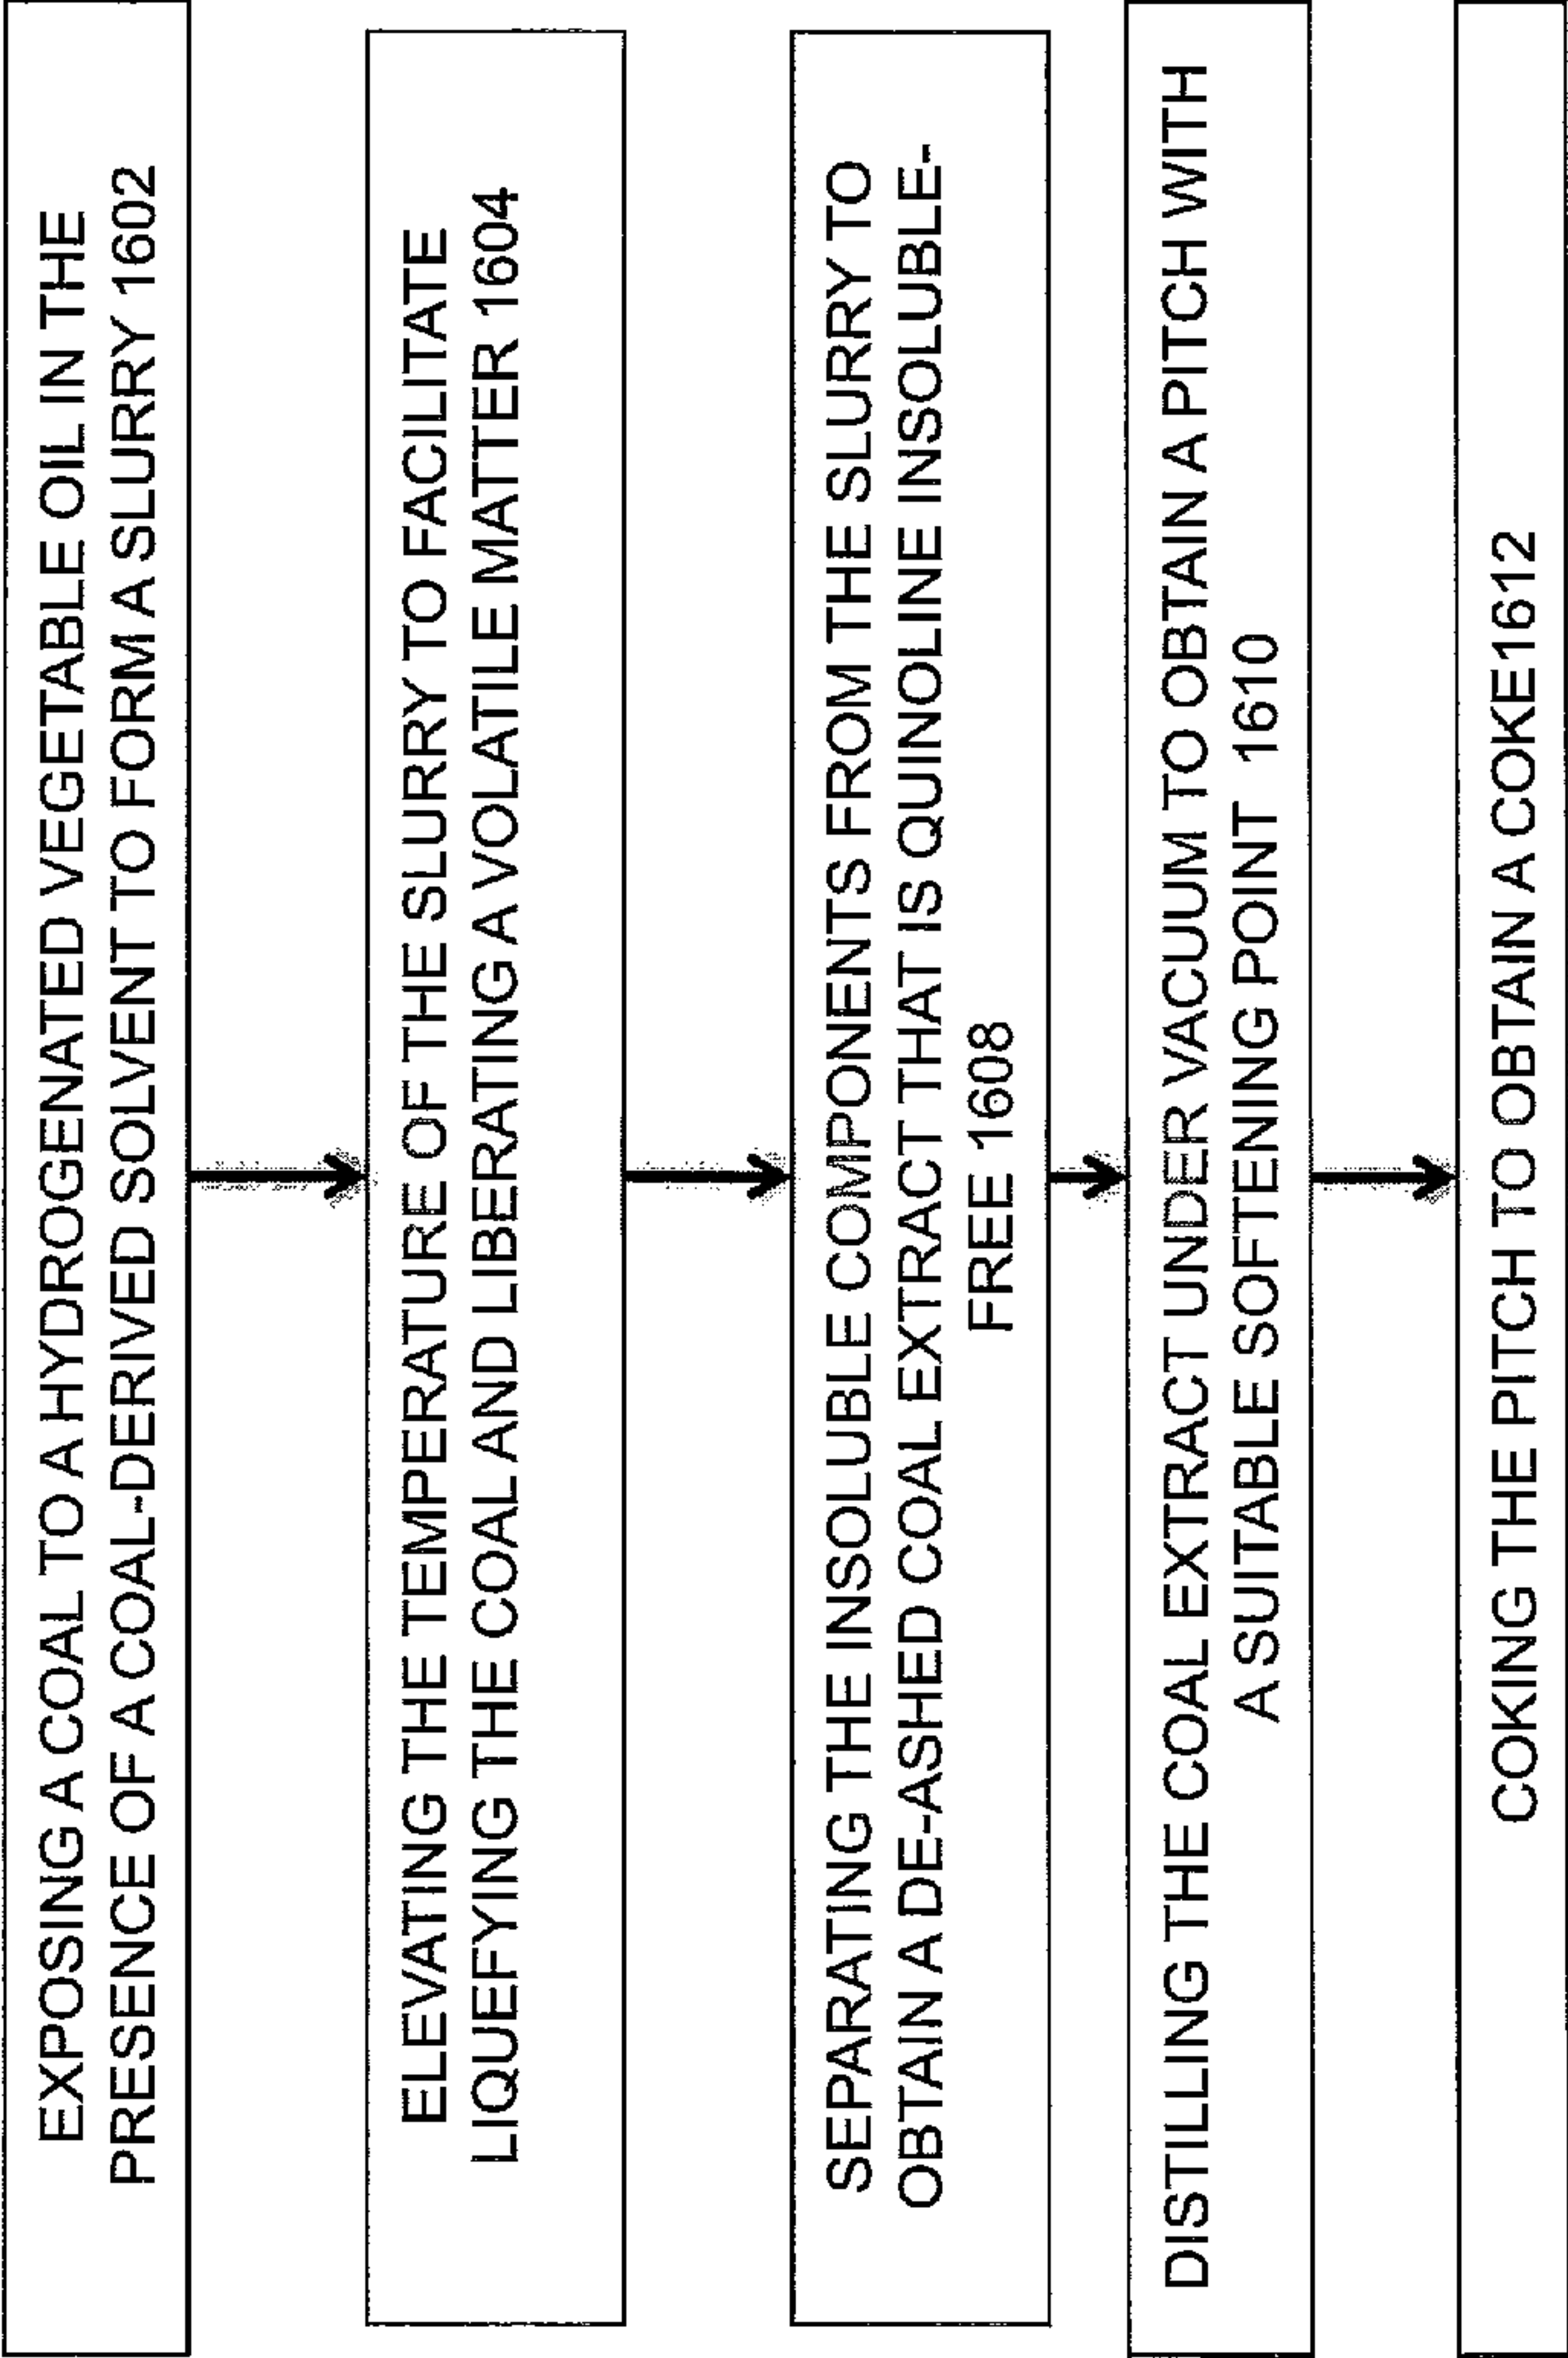 EXPOSING A COAL TO A HYDROGENATED VEGETABLE OIL IN THE
PRESENCE OF A COAL-DERIVED SOLVENT TO FORM A SLURRY 1602
ELEVATING THE TEMPERATURE OF THE SLURRY TO FACILITATE
LIQUEFYING THE COAL AND LIBERATING A VOLATILE MATTER 1604
SEPARATING THE INSOLUBLE COMPONENTS FROM THE SLURRY TO
OBTAIN A DE-ASHED COAL EXTRACT THAT IS QUINOLINE INSOLUBLE-
FREE 1608
DISTILLING THE COAL EXTRACT UNDER VACUUM TO OBTAIN A PITCH WITH
A SUITABLE SOFTENING POINT 1610
COKING THE PITCH TO OBTAIN A COKE1612